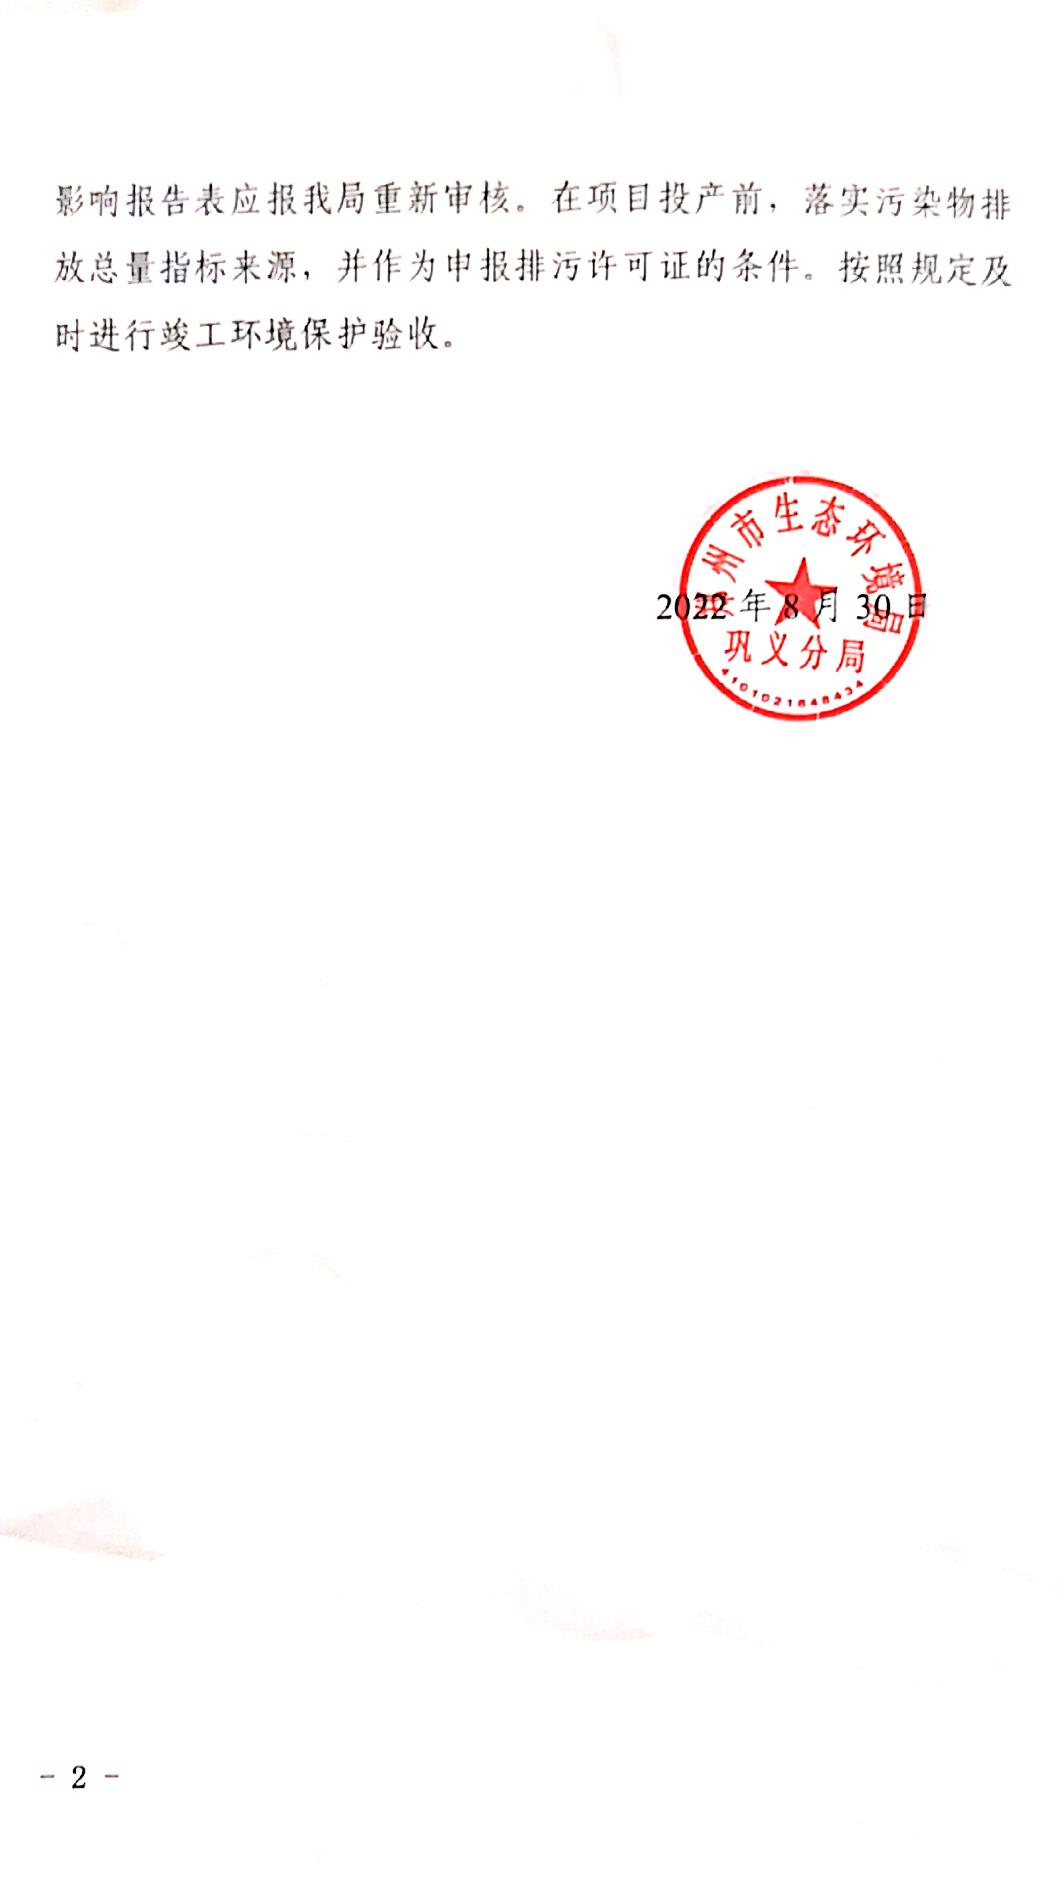 影响报告表应报我局重新审核。在项目投产前，落实污染物排
放总量指标来源，并作为申报排污许可证的条件。按照规定及
时进行竣工环境保护验收。
州市生态环境局
2022 年 8 月 30 日
巩义分局
- 2 -